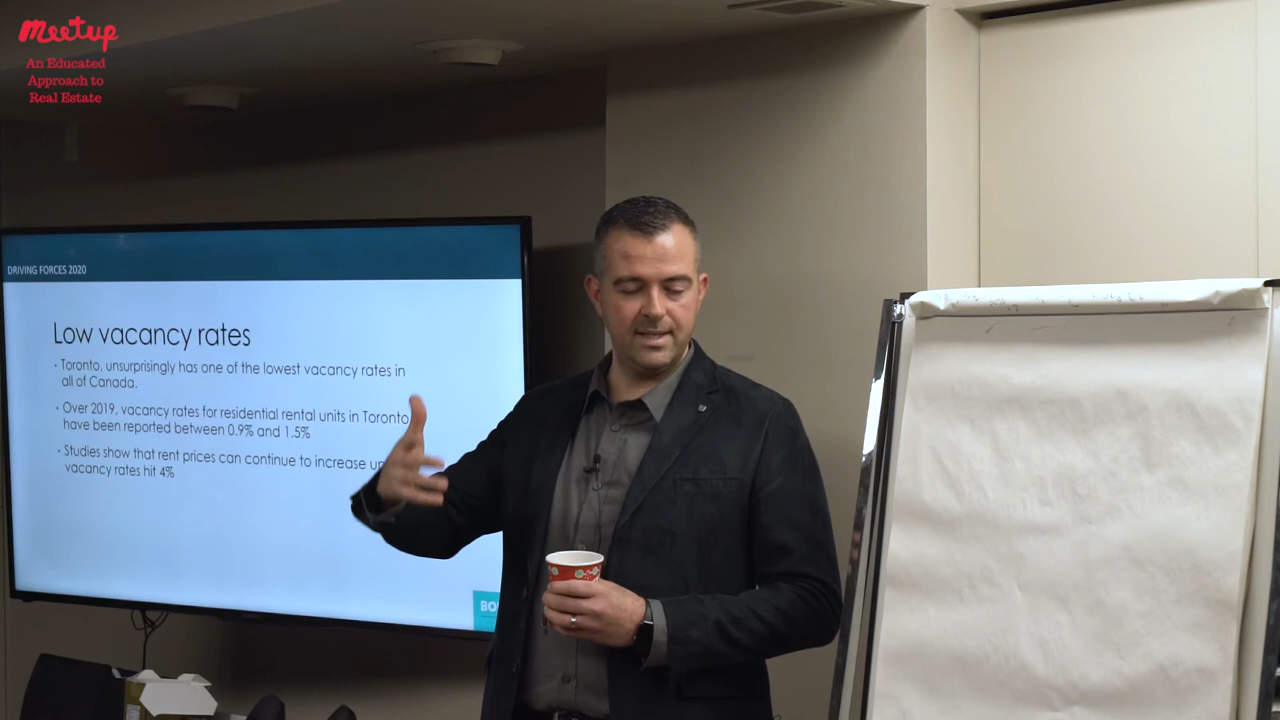 Meetup
An Educated
Approach to
Real Estate
DRIVING FORCES 2020
Low vacancy rates
· Toronto, unsurprisingly has one of the lowest vacancy rates in
all of Canada.
· Over 2019, vacancy rates for residential rental units in Toronto
have been reported between 0.9% and 1.5%
· Studies show that rent prices can continue to increase
vacancy rates hit 4%